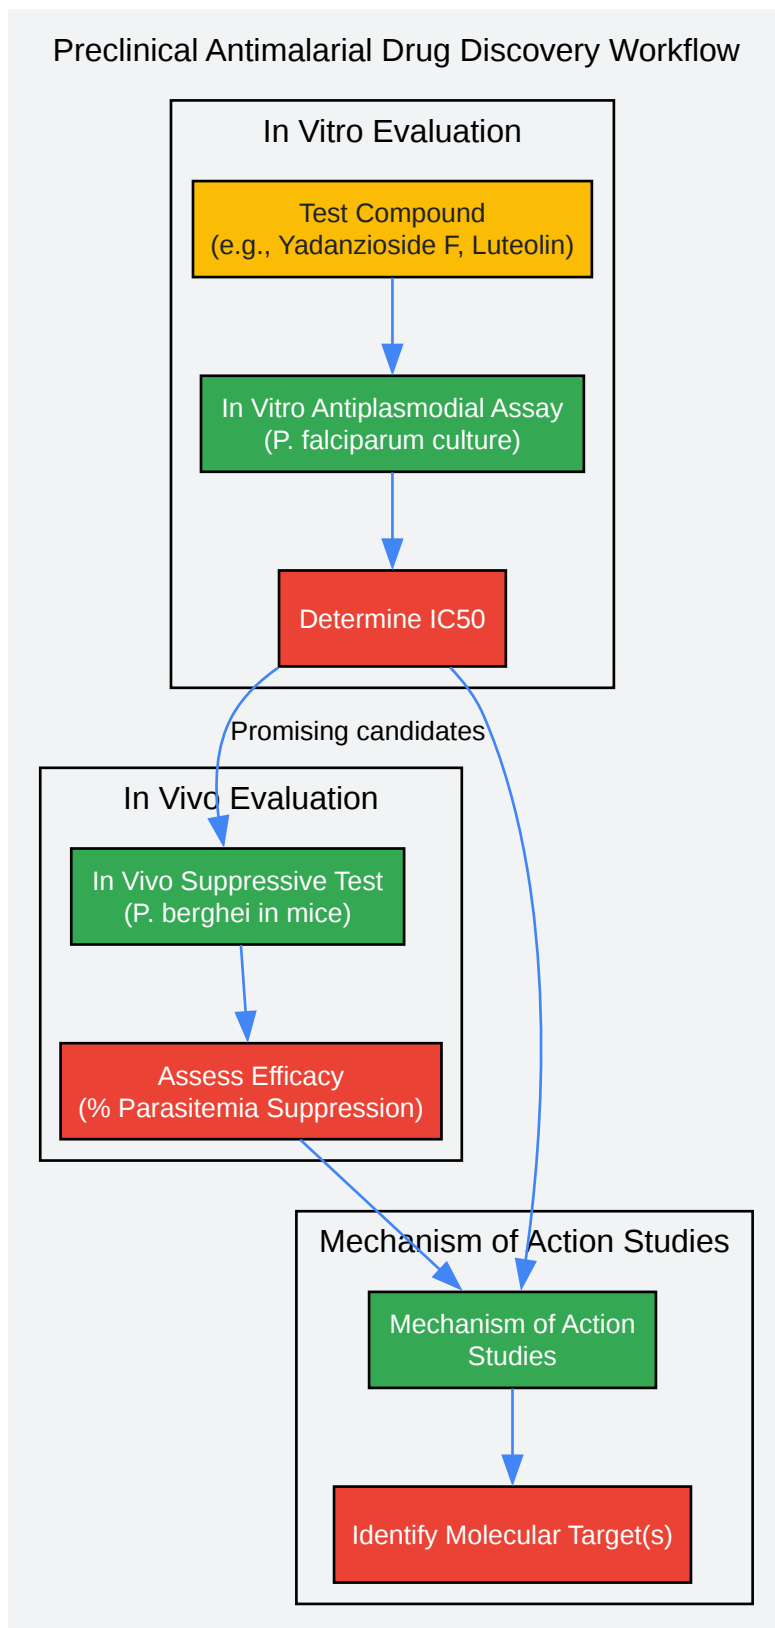 Preclinical Antimalarial Drug Discovery Workflow
In Vitro Evaluation
Test Compound
(e.g., Yadanzioside F, Luteolin)
In Vitro Antiplasmodial Assay
(P. falciparum culture)
Determine IC50
Promising candidates
In Vivo Evaluation
In Vivo Suppressive Test
(P. berghei in mice)
Assess Efficacy
(% Parasitemia Suppression)
Mechanism of Action Studies
Mechanism of Action
Studies
Identify Molecular Target(s)